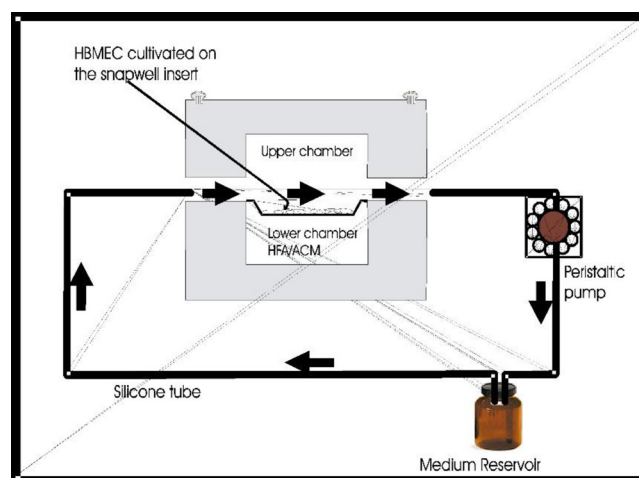 HBMEC cultivated on
the snapwell insert
Upper chamber
Lower chamber
HFA/ACM
Peristaltic
pump
Silicone tube
Medium Reservoir